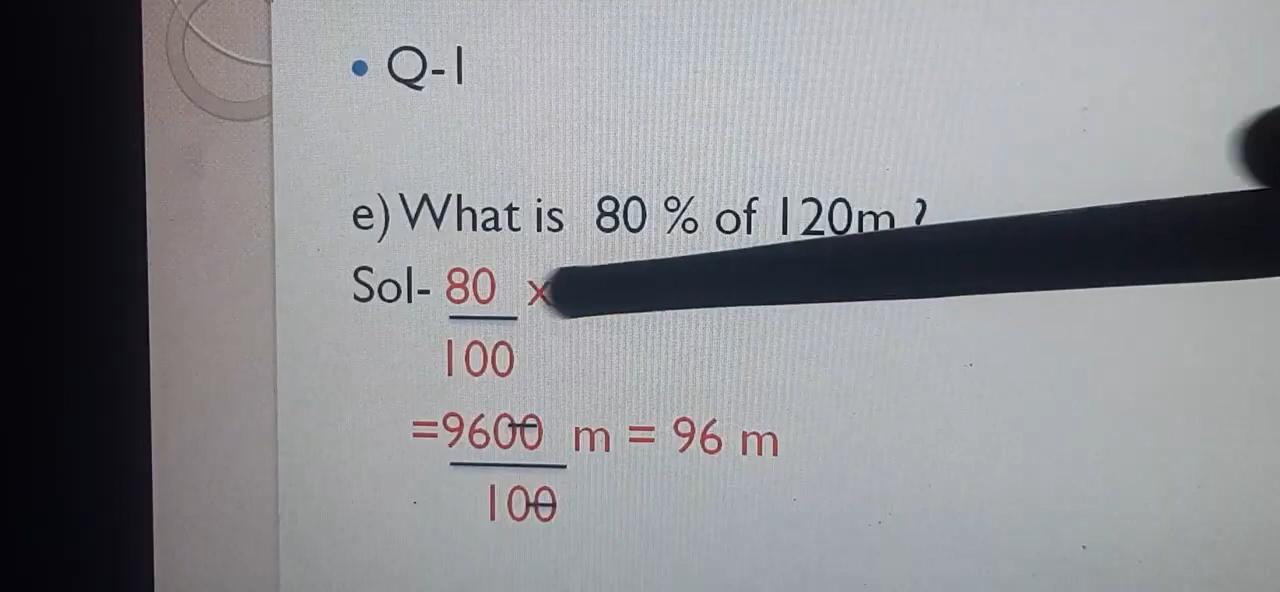 • Q-1
e) What is 80 % of 120m ?
Sol- 80 x
100
=9600 m = 96 m
100